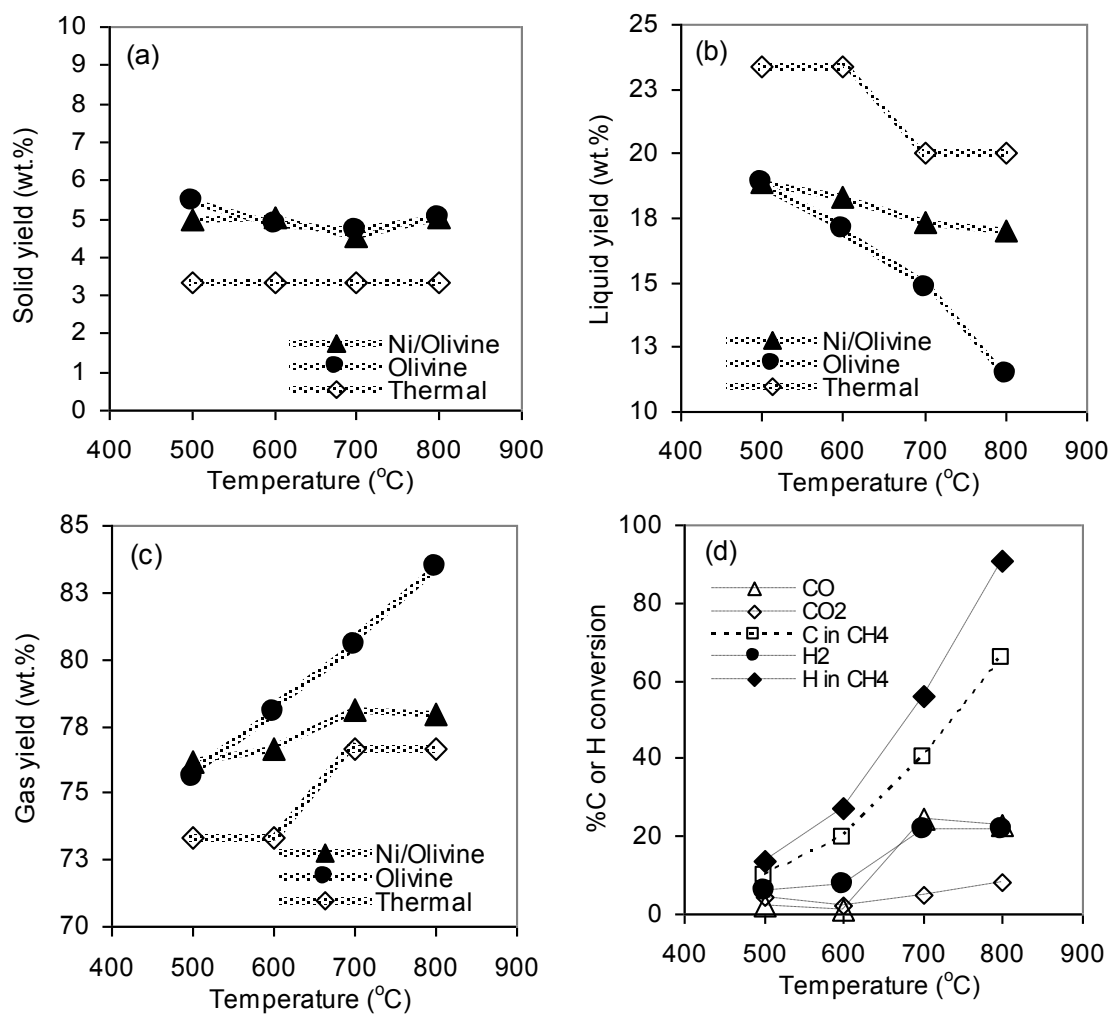 (a)
Solid yield (wt.%)
10
9
8
7
6
5
4
3
2
1
0
Ni/Olivine
Olivine
Thermal
400 500 600 700 800 900
Temperature (°C)
(b)
Liquid yield (wt.%)
25
23
20
18
15
13
10
Ni/Olivine
Olivine
Thermal
400 500 600 700 800 900
Temperature (°C)
(c)
Gas yield (wt.%)
85
83
80
78
75
73
70
Ni/Olivine
Olivine
Thermal
400 500 600 700 800 900
Temperature (°C)
(d)
%C or H conversion
100
80
60
40
20
0
CO
CO2
C in CH4
H2
H in CH4
400 500 600 700 800 900
Temperature (°C)